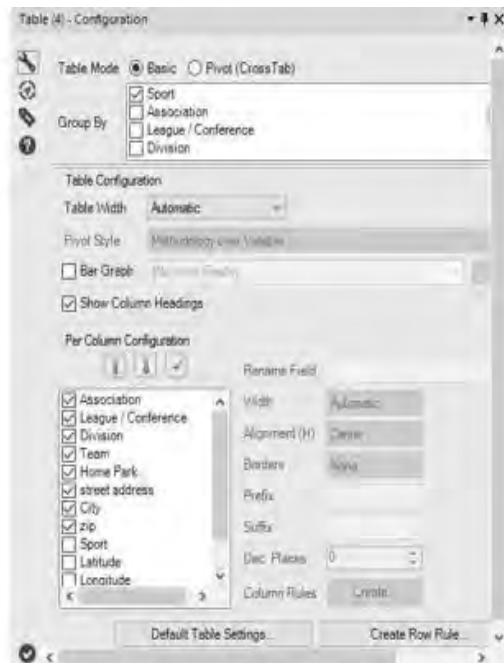 Table (4) - Configuration
Table Mode Basic Pivot (CrossTab)
Group By
Sport
Association
League / Conference
Division
Table Configuration
Table Width Automatic
Pivot Style Methodology over Variable
Bar Graph
Show Column Headings
Per Column Configuration
Association
League / Conference
Division
Team
Home Park
street address
City
zip
Sport
Latitude
Longitude
Rename Field
Width Automatic
Alignment (H) Center
Borders None
Prefix
Suffix
Dec. Places 0
Column Rules Create...
Default Table Settings...
Create Row Rule...